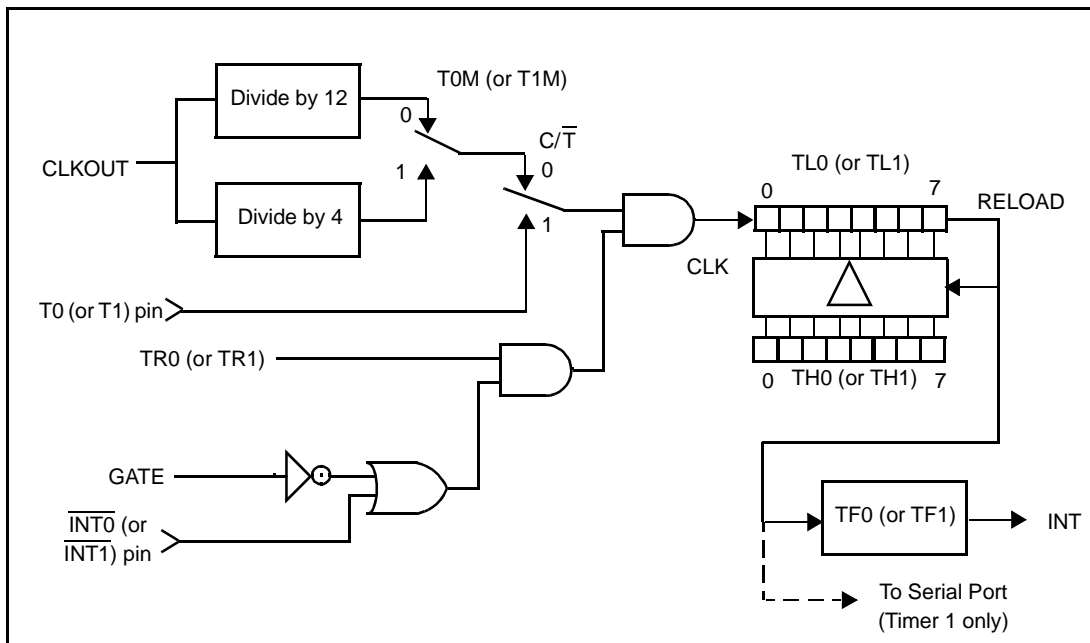 Divide by 12
T0M (or T1M)
0
C/T̅
CLKOUT
1
0
Divide by 4
1
TL0 (or TL1)
0
7
RELOAD
CLK
T0 (or T1) pin
TR0 (or TR1)
0
TH0 (or TH1)
7
GATE
I̅N̅T̅0̅ (or
I̅N̅T̅1̅) pin
TF0 (or TF1)
INT
To Serial Port
(Timer 1 only)